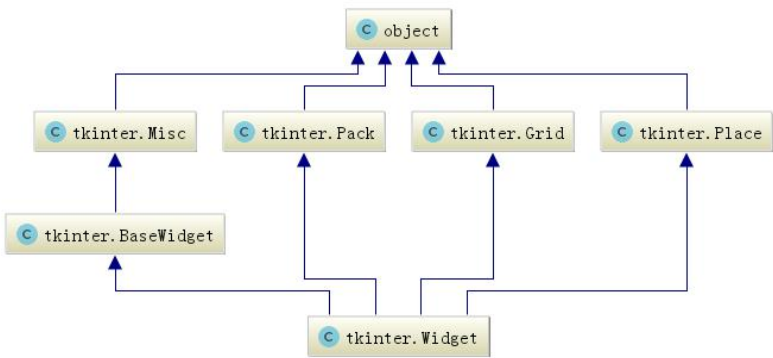 C object
C tkinter.Misc
C tkinter.Pack
C tkinter.Grid
C tkinter.Place
C tkinter.BaseWidget
C tkinter.Widget